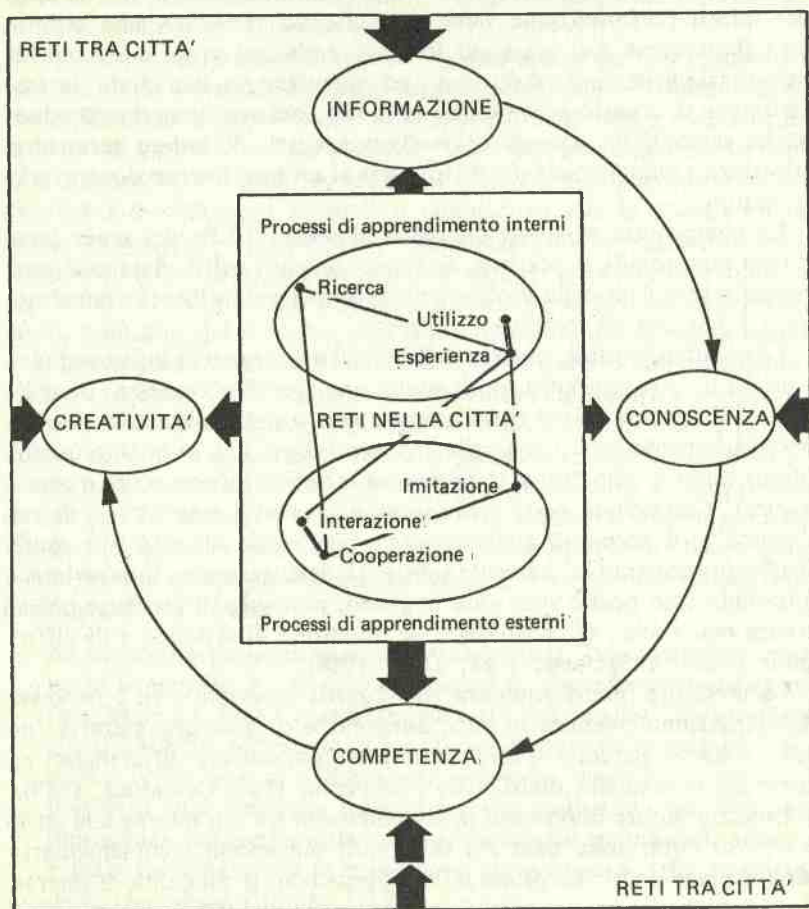 RETI TRA CITTA'
INFORMAZIONE
Processi di apprendimento interni
Ricerca
Utilizzo
Esperienza
CREATIVITA'
RETI NELLA CITTA'
CONOSCENZA
Imitazione
Interazione
Cooperazione
Processi di apprendimento esterni
COMPETENZA
RETI TRA CITTA'